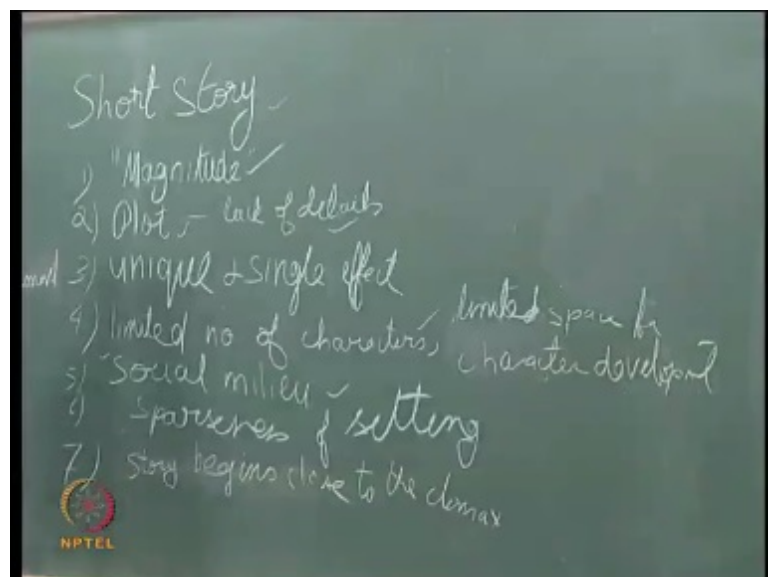 Short Story
1) "Magnitude"
2) Plot, - lack of details
3) unique & single effect
4) limited no of characters, limited space for character developmt
5) Social milieu
6) Sparseness of setting
7) Story begins close to the climax
NPTEL